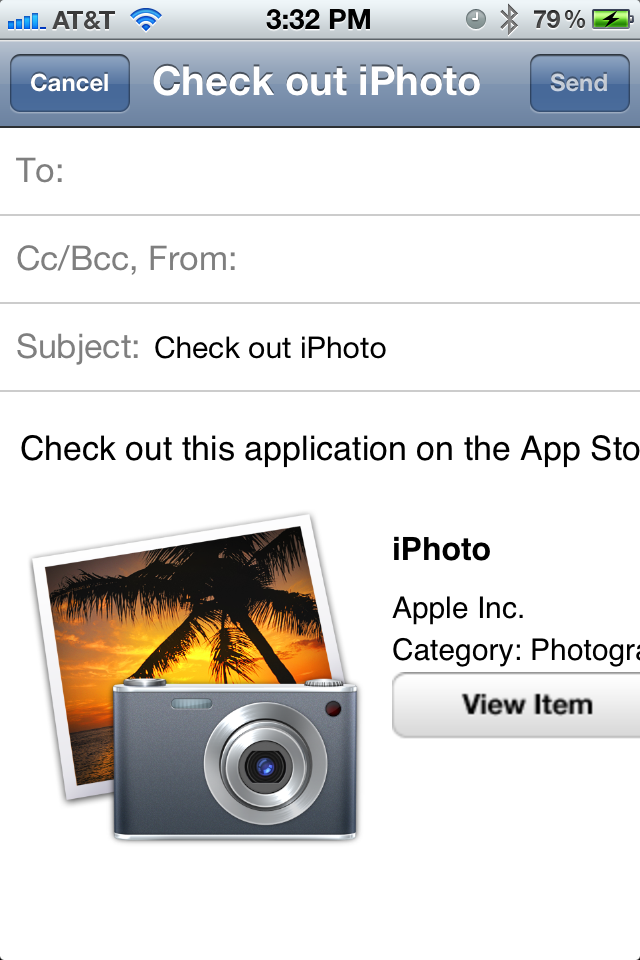 AT&T 3:32 PM 79%
Cancel Check out iPhoto Send
To:
Cc/Bcc, From:
Subject: Check out iPhoto
Check out this application on the App Sto
iPhoto
Apple Inc.
Category: Photogra
View Item